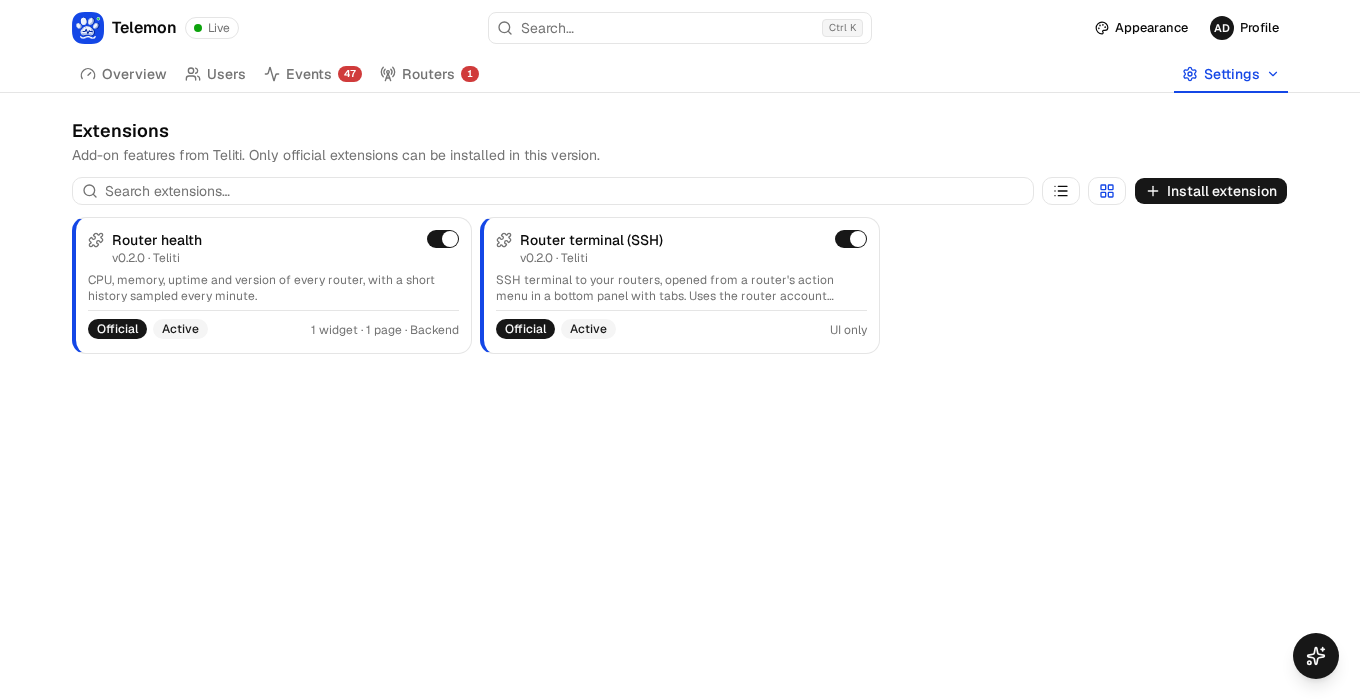 Telemon
Live
Search...
Ctrl K
Appearance
AD
Profile
Overview
Users
Events 47
Routers 1
Settings
Extensions
Add-on features from Teliti. Only official extensions can be installed in this version.
Search extensions...
Install extension
Router health
v0.2.0 · Teliti
CPU, memory, uptime and version of every router, with a short
history sampled every minute.
Official
Active
1 widget · 1 page · Backend
Router terminal (SSH)
v0.2.0 · Teliti
SSH terminal to your routers, opened from a router's action
menu in a bottom panel with tabs. Uses the router account...
Official
Active
UI only